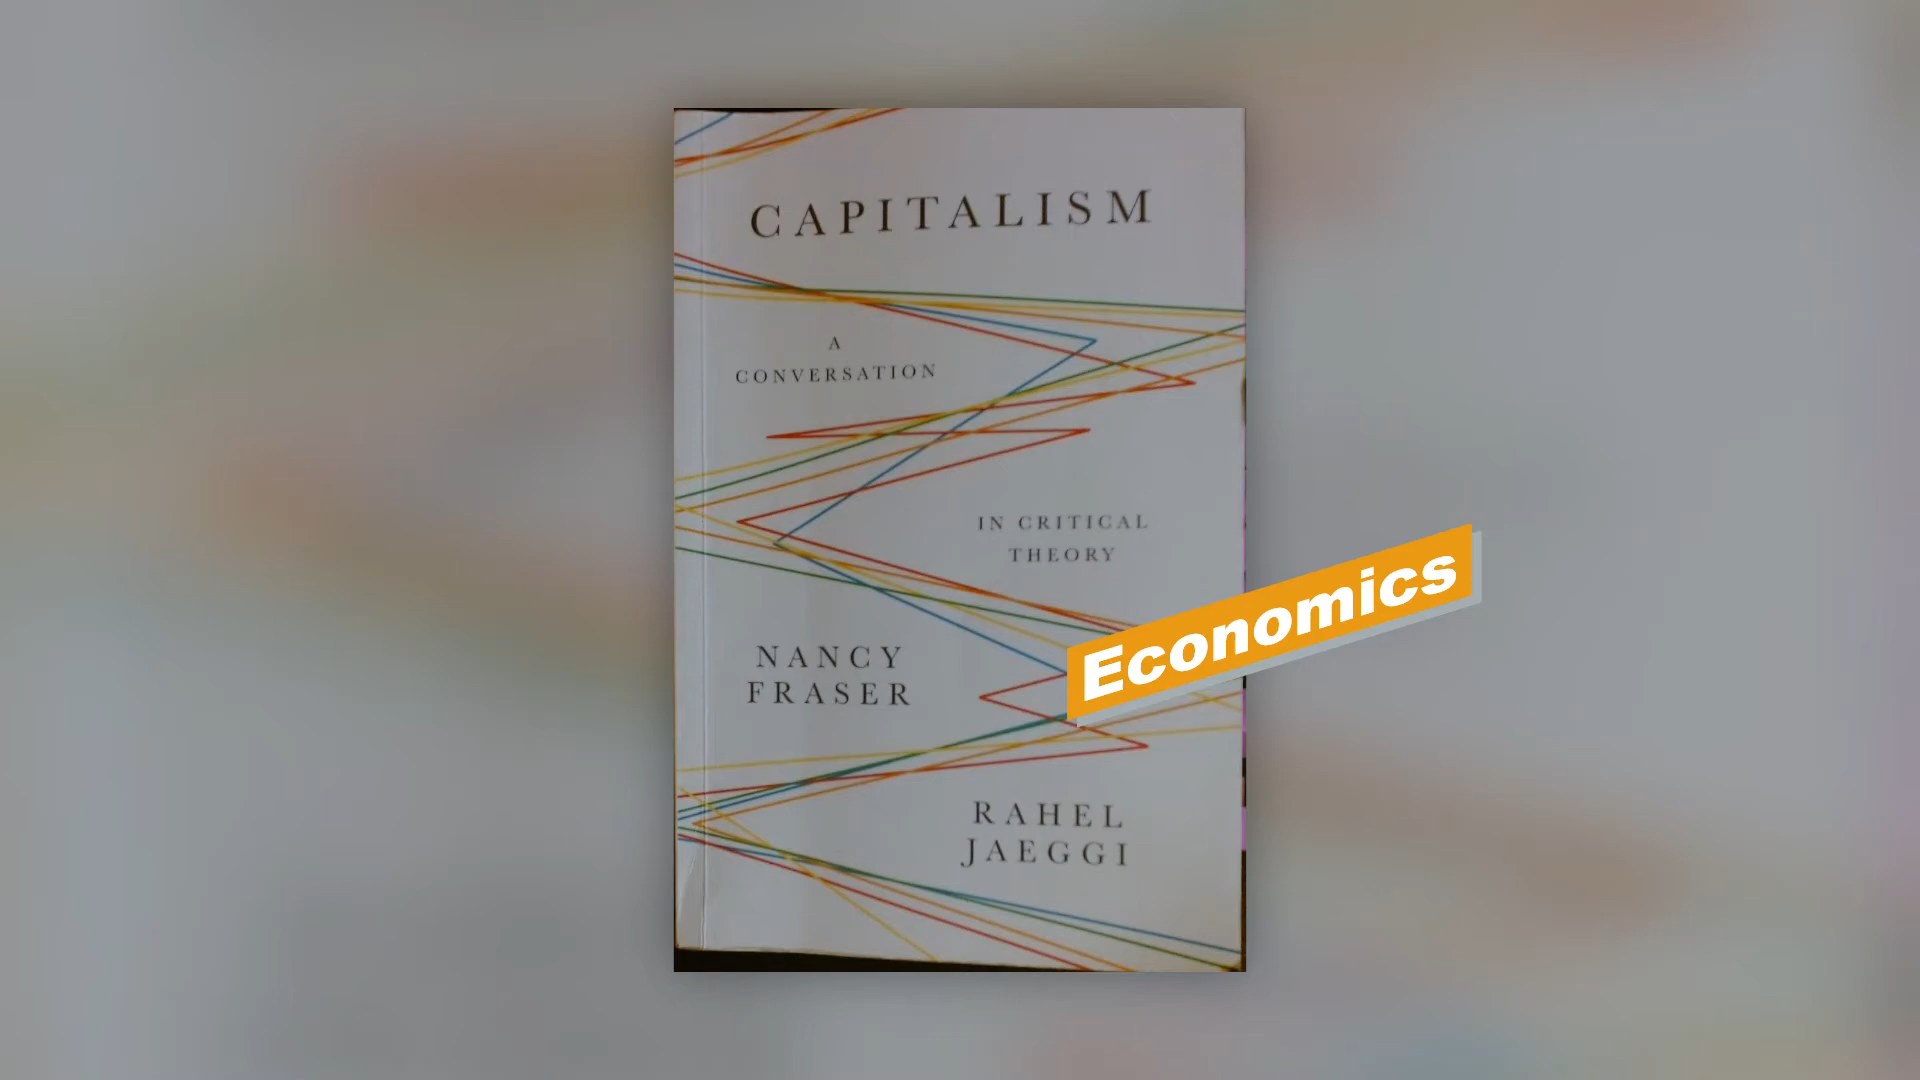 CAPITALISM
A
CONVERSATION
IN CRITICAL
THEORY
Economics
NANCY
FRASER
RAHEL
JAEGGI